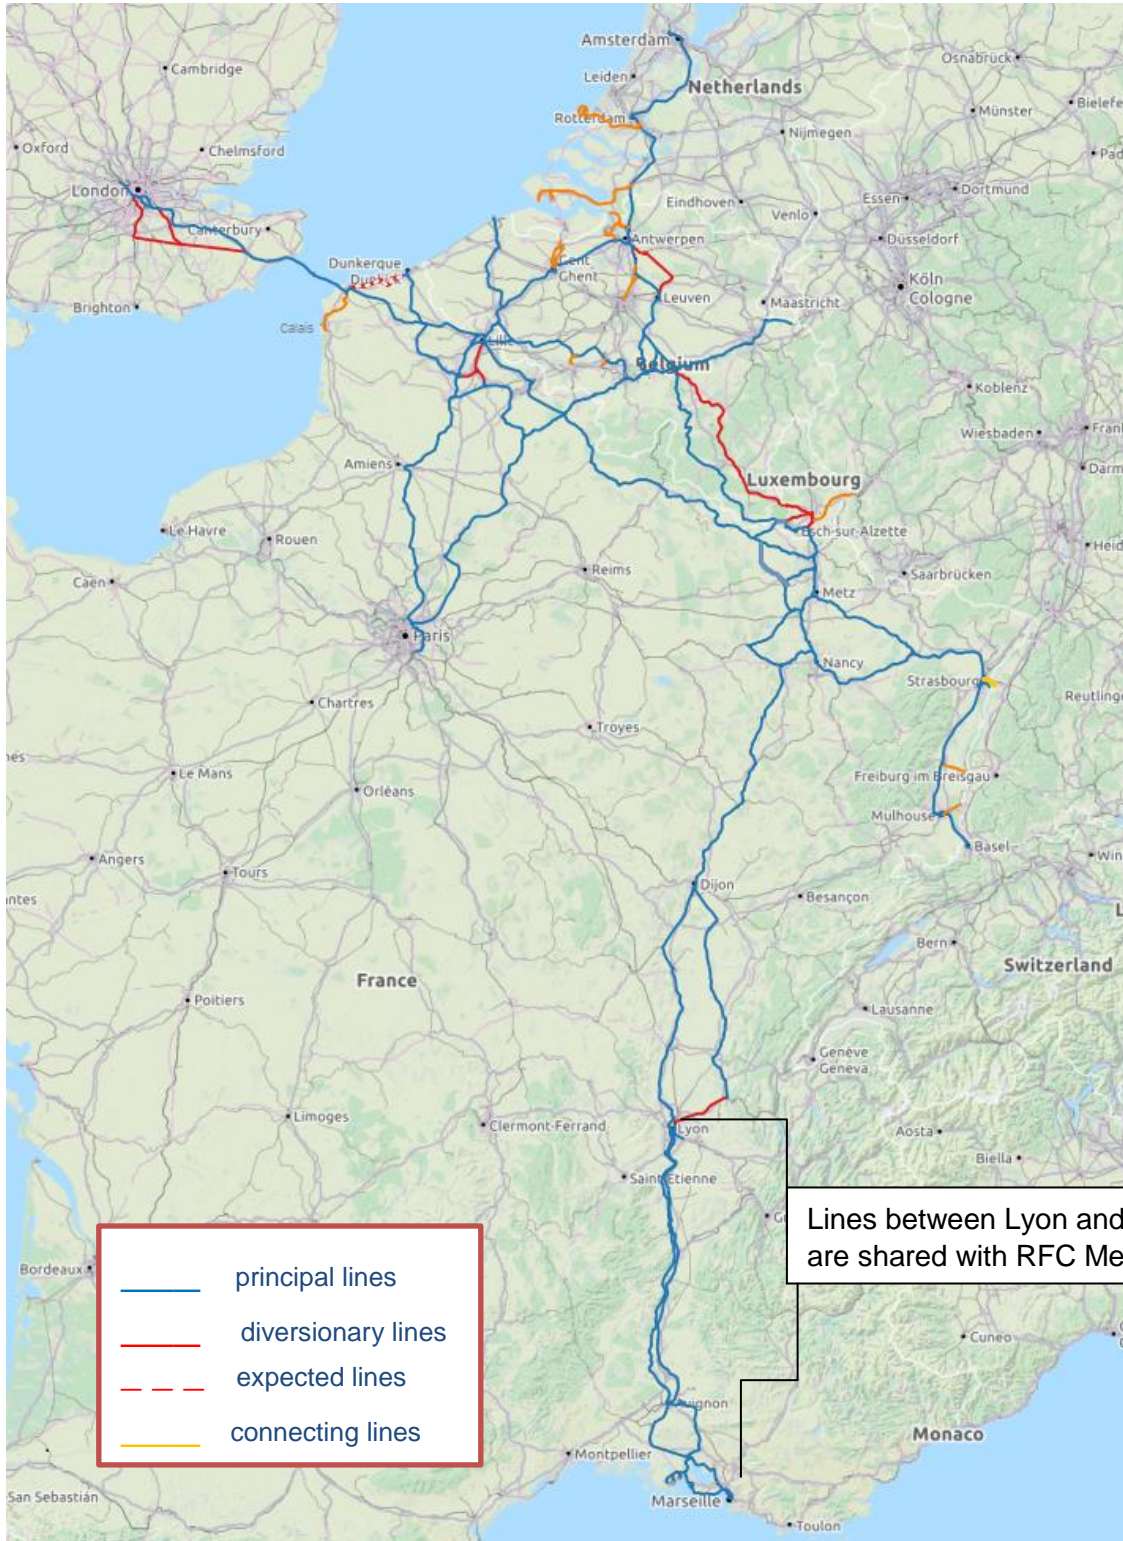 Amsterdam
Osnabrück
Cambridge
Leiden
Netherlands
Münster
Rotterdam
Nijmegen
Oxford
Chelmsford
London
Essen
Dortmund
Eindhoven
Venlo
Canterbury
Antwerpen
Düsseldorf
Dunkerque
Gent
Ghent
Köln
Cologne
Brighton
Leuven
Maastricht
Calais
Belgium
Koblenz
Wiesbaden
Amiens
Luxembourg
Le Havre
Rouen
Esch-sur-Alzette
Caen
Reims
Saarbrücken
Metz
Paris
Nancy
Strasbourg
Chartres
Troyes
Le Mans
Orléans
Freiburg im Breisgau
Mulhouse
Basel
Angers
Tours
Dijon
Besançon
Bern
France
Switzerland
Poitiers
Lausanne
Genève
Geneva
Limoges
Clermont-Ferrand
Lyon
Aosta
Biella
Saint-Etienne
Lines between Lyon and
are shared with RFC Me
Bordeaux
principal lines
diversionary lines
expected lines
connecting lines
Cuneo
Monaco
Montpellier
San Sebastián
Marseille
Toulon